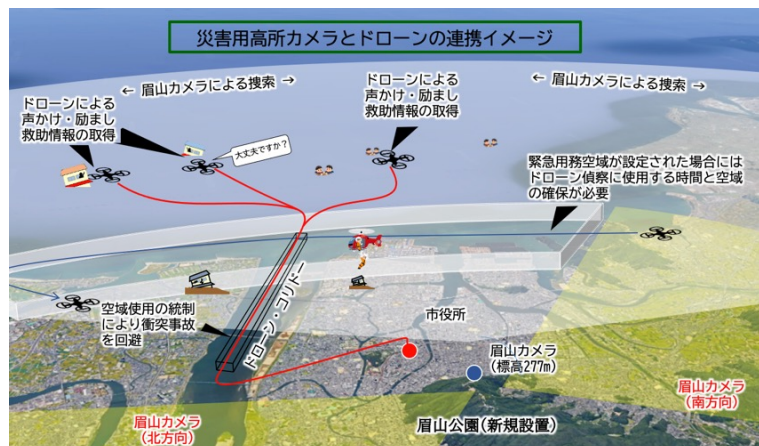 災害用高所カメラとドローンの連携イメージ
← 眉山カメラによる捜索 →
ドローンによる
声かけ・励まし
救助情報の取得
大丈夫ですか？
ドローンによる
声かけ・励まし
救助情報の取得
← 眉山カメラによる捜索 →
緊急用務空域が設定された場合には
ドローン偵察に使用する時間と空域
の確保が必要
空域使用の統制
により衝突事故
を回避
ドローン・コリドー
市役所
眉山カメラ
(標高277m)
眉山カメラ
(北方向)
眉山公園(新規設置)
眉山カメラ
(南方向)